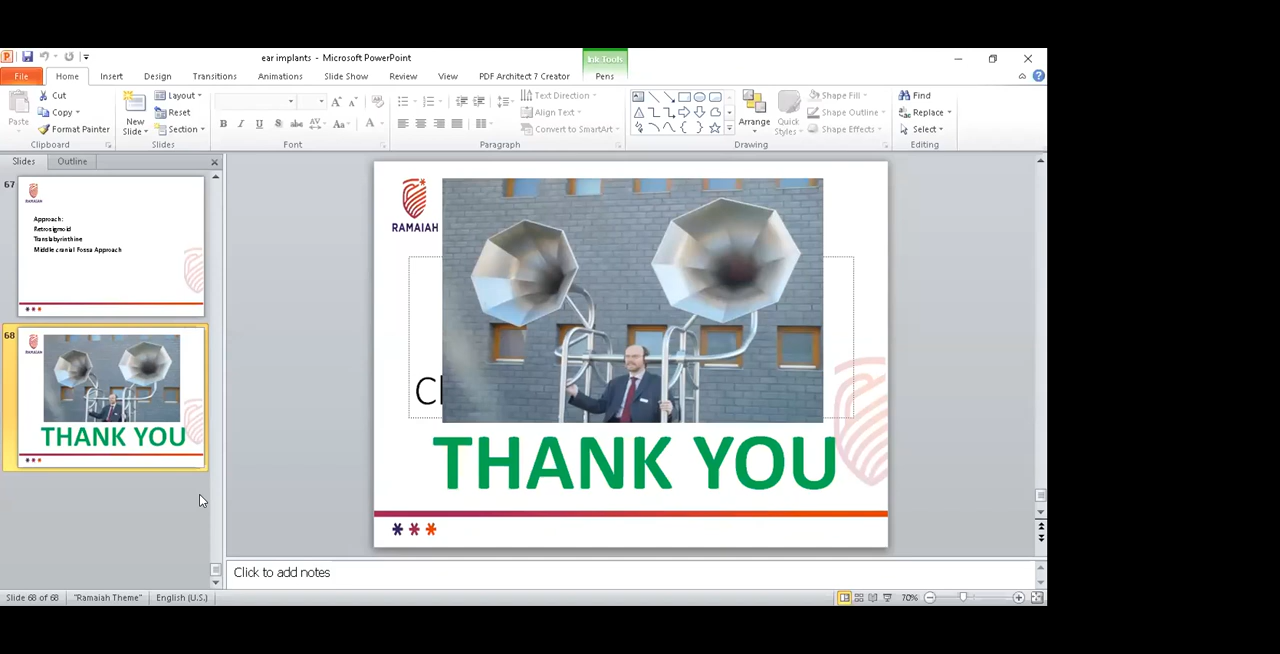 ear implants - Microsoft PowerPoint
Ink Tools
File Home Insert Design Transitions Animations Slide Show Review View PDF Architect 7 Creator Pens
Paste
Cut
Copy
Format Painter
Clipboard
New Slide
Layout
Reset
Section
Slides
B I U S abc AV Aa A
Font
Text Direction
Align Text
Convert to SmartArt
Paragraph
Arrange
Quick Styles
Shape Fill
Shape Outline
Shape Effects
Drawing
Find
Replace
Select
Editing
Slides Outline
67
Approach:
Retrosigmoid
Translabyrinthine
Middle cranial Fossa Approach
68
THANK YOU
RAMAIAH
Cl
THANK YOU
Click to add notes
Slide 68 of 68 "Ramaiah Theme" English (U.S.) 70%